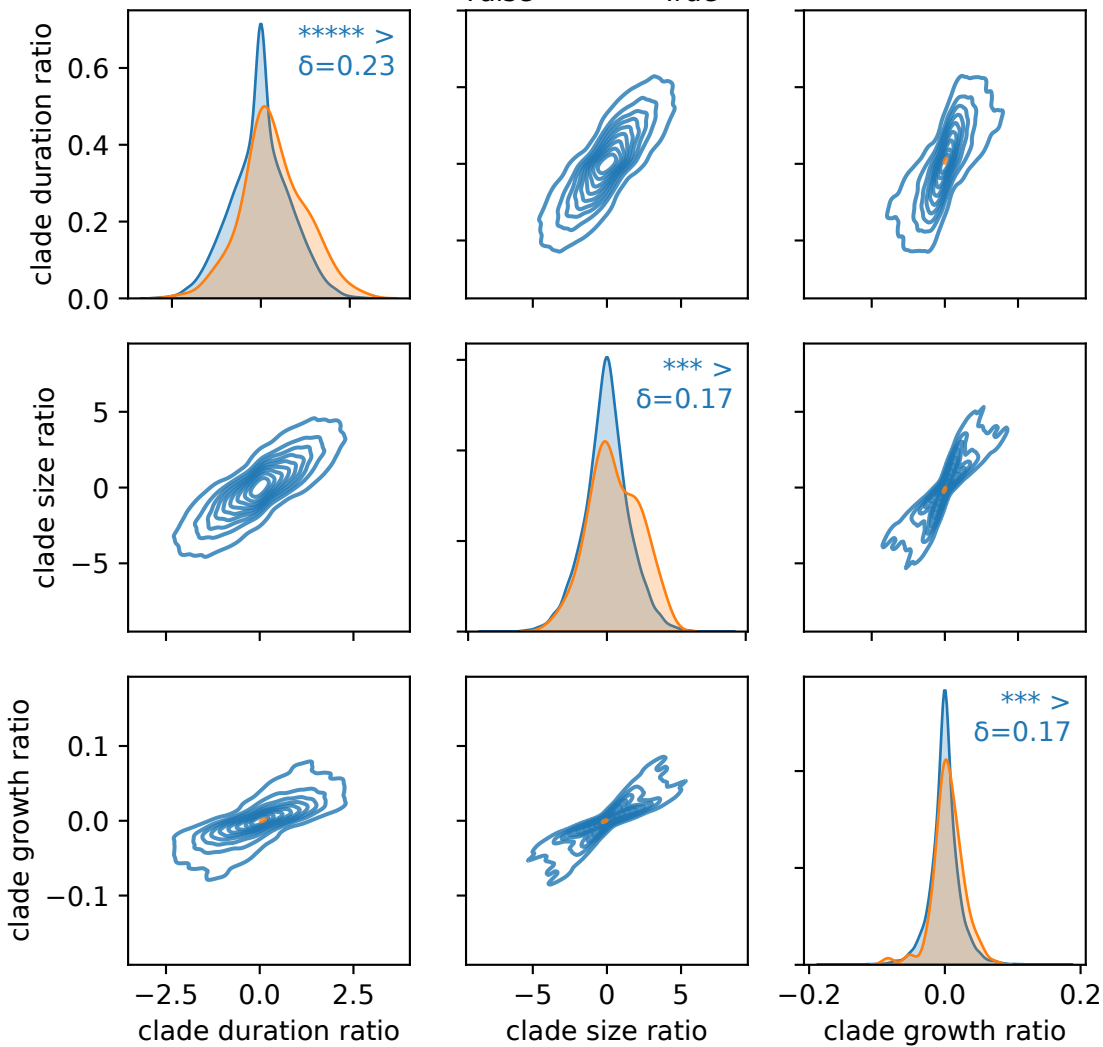 ***** >
δ=0.23
clade duration ratio
0.6
0.4
0.2
0.0
*** >
δ=0.17
clade size ratio
5
0
−5
*** >
δ=0.17
clade growth ratio
0.1
0.0
−0.1
−2.5 0.0 2.5
−5 0 5
−0.2 0.0 0.2
clade duration ratio
clade size ratio
clade growth ratio